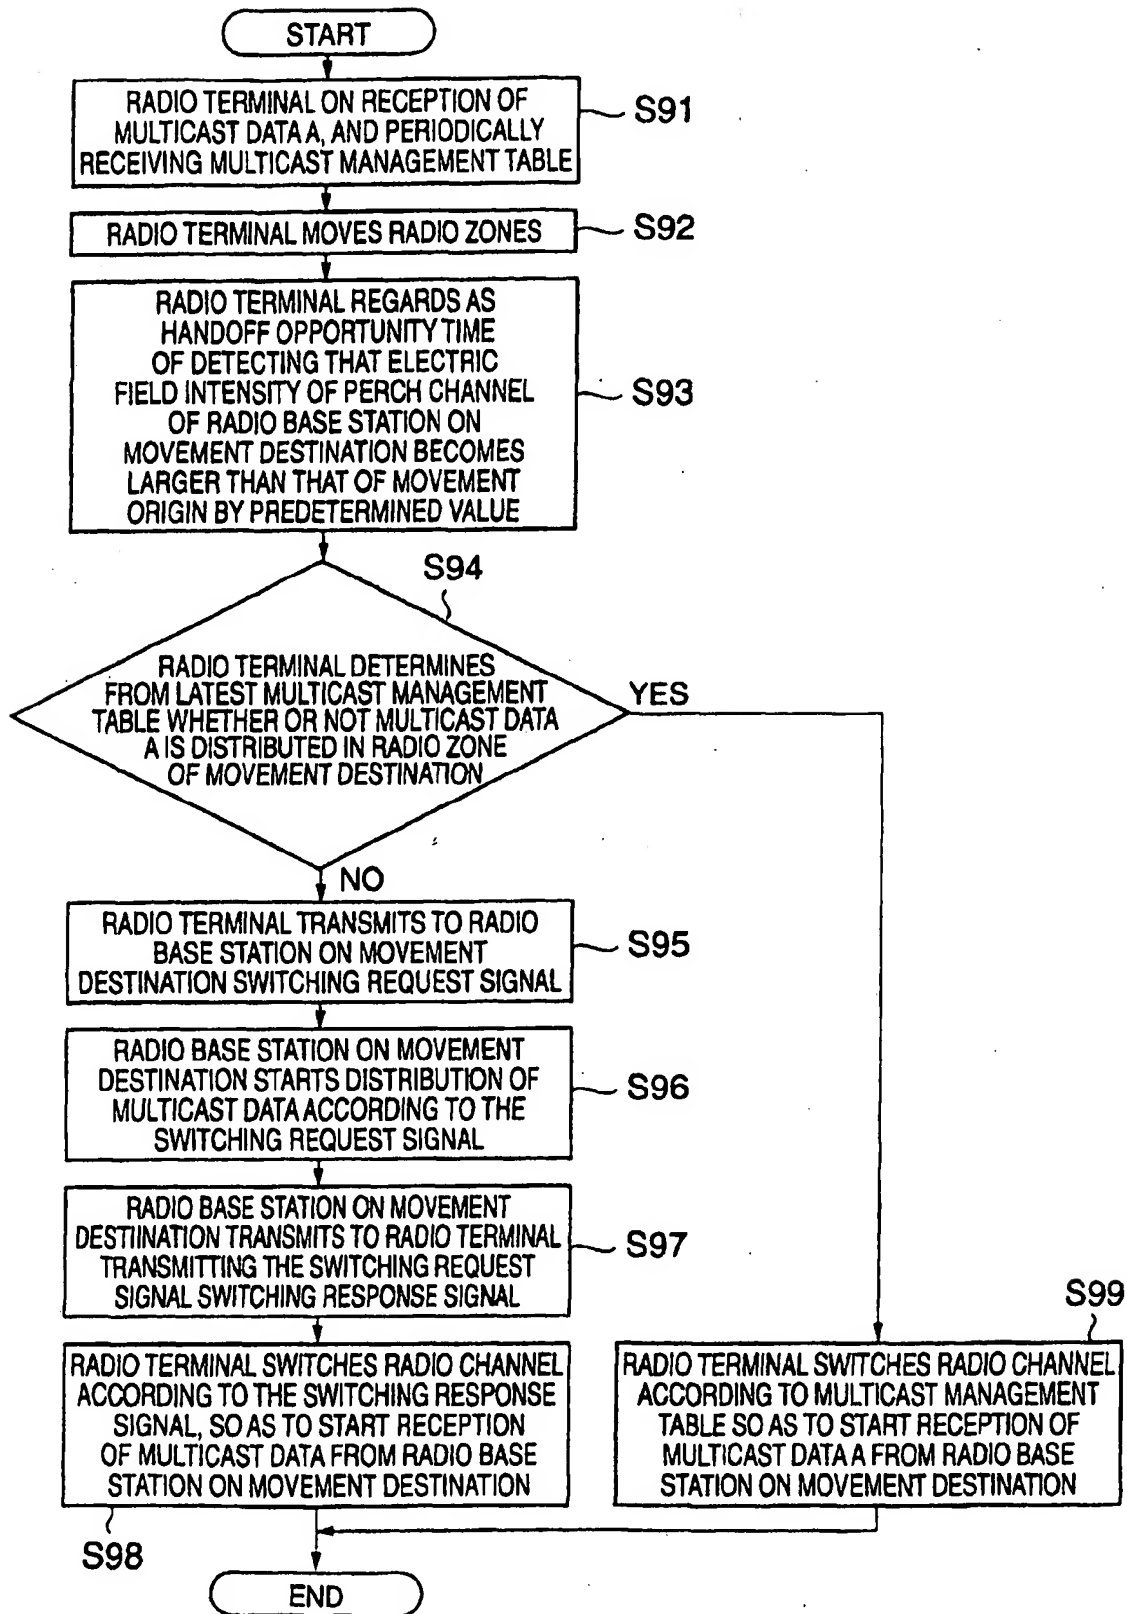 START
RADIO TERMINAL ON RECEPTION OF
MULTICAST DATA A, AND PERIODICALLY
RECEIVING MULTICAST MANAGEMENT TABLE
S91
RADIO TERMINAL MOVES RADIO ZONES
S92
RADIO TERMINAL REGARDS AS
HANDOFF OPPORTUNITY TIME
OF DETECTING THAT ELECTRIC
FIELD INTENSITY OF PERCH CHANNEL
OF RADIO BASE STATION ON
MOVEMENT DESTINATION BECOMES
LARGER THAN THAT OF MOVEMENT
ORIGIN BY PREDETERMINED VALUE
S93
S94
RADIO TERMINAL DETERMINES
FROM LATEST MULTICAST MANAGEMENT
TABLE WHETHER OR NOT MULTICAST DATA
A IS DISTRIBUTED IN RADIO ZONE
OF MOVEMENT DESTINATION
YES
NO
RADIO TERMINAL TRANSMITS TO RADIO
BASE STATION ON MOVEMENT
DESTINATION SWITCHING REQUEST SIGNAL
S95
RADIO BASE STATION ON MOVEMENT
DESTINATION STARTS DISTRIBUTION OF
MULTICAST DATA ACCORDING TO THE
SWITCHING REQUEST SIGNAL
S96
RADIO BASE STATION ON MOVEMENT
DESTIINATION TRANSMITS TO RADIO TERMINAL
TRANSMITTING THE SWITCHING REQUEST
SIGNAL SWITCHING RESPONSE SIGNAL
S97
RADIO TERMINAL SWITCHES RADIO CHANNEL
ACCORDING TO THE SWITCHING RESPONSE
SIGNAL, SO AS TO START RECEPTION
OF MULTICAST DATA FROM RADIO BASE
STATION ON MOVEMENT DESTINATION
S98
S99
RADIO TERMINAL SWITCHES RADIO CHANNEL
ACCORDING TO MULTICAST MANAGEMENT
TABLE SO AS TO START RECEPTION OF
MULTICAST DATA A FROM RADIO BASE
STATION ON MOVEMENT DESTINATION
END